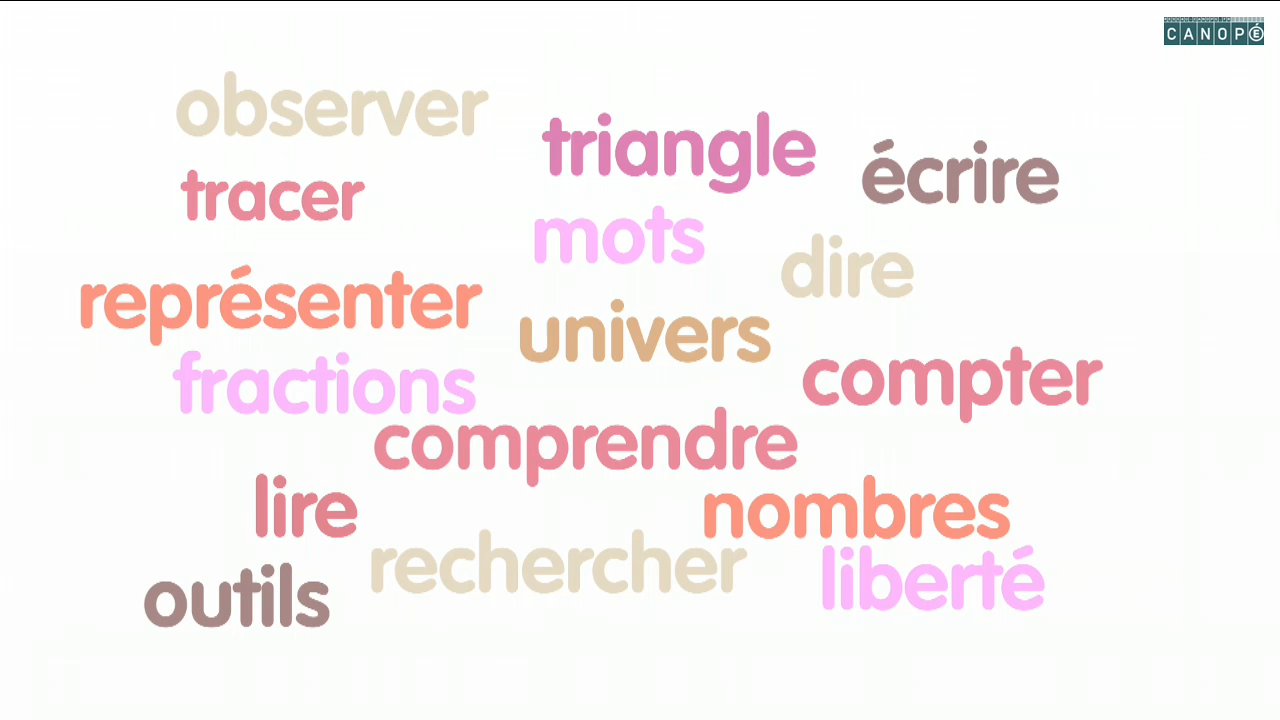 CANOPÉ
observer
triangle
écrire
tracer
mots
dire
représenter
univers
fractions
compter
comprendre
lire
nombres
rechercher
liberté
outils